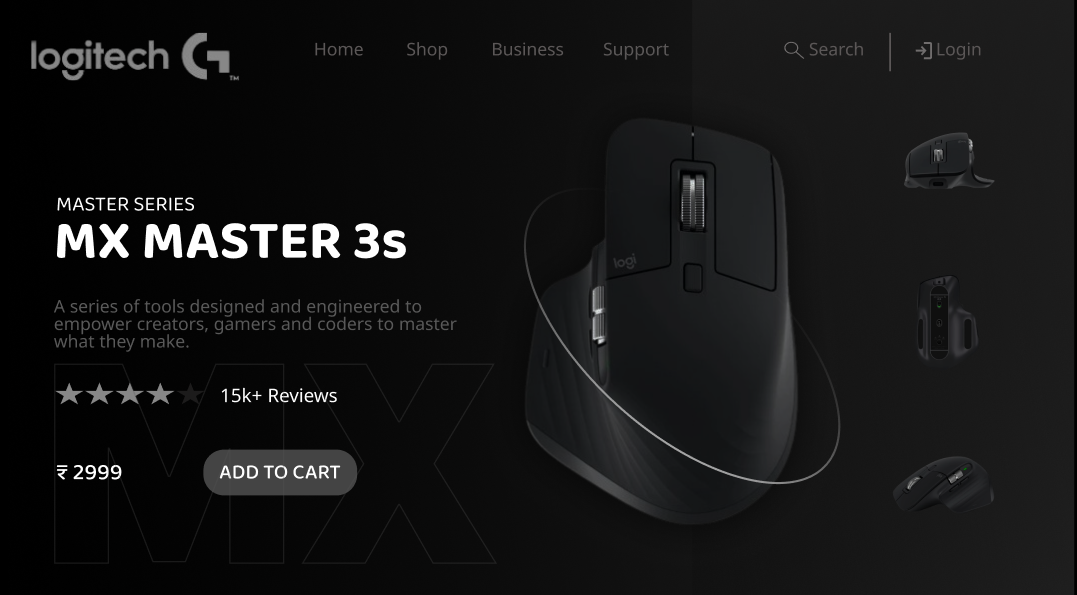 logitech G™
Home Shop Business Support Search Login
MASTER SERIES
MX MASTER 3s
logi
A series of tools designed and engineered to
empower creators, gamers and coders to master
what they make.
MX
15k+ Reviews
₹ 2999
ADD TO CART